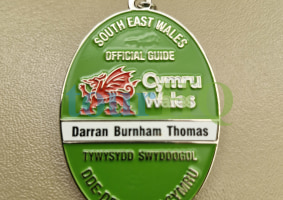 SOUTH EAST WALES
OFFICIAL GUIDE
Cymru
Wales
Darran Burnham Thomas
TYWYSYDD SWYDDOGOL